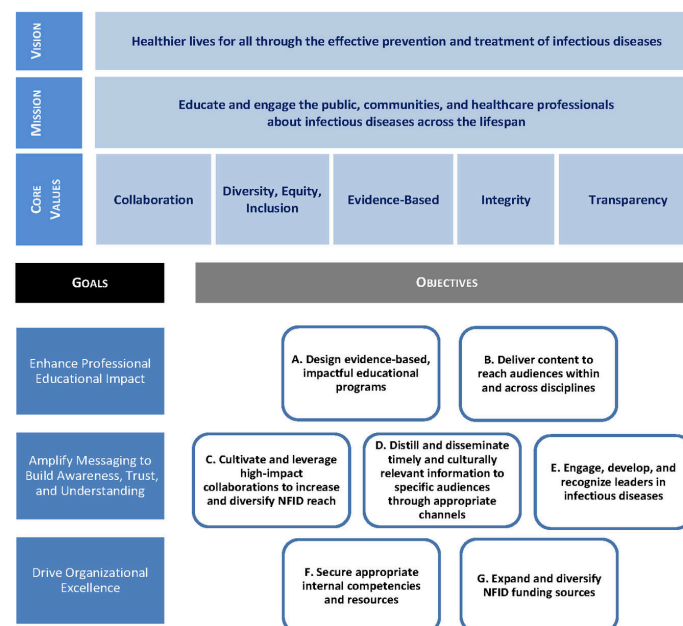 VISION
Healthier lives for all through the effective prevention and treatment of infectious diseases
MISSION
Educate and engage the public, communities, and healthcare professionals
about infectious diseases across the lifespan
CORE
VALUES
Collaboration
Diversity, Equity,
Inclusion
Evidence-Based
Integrity
Transparency
GOALS
OBJECTIVES
Enhance Professional
Educational Impact
A. Design evidence-based,
impactful educational
programs
B. Deliver content to
reach audiences within
and across disciplines
Amplify Messaging to
Build Awareness, Trust,
and Understanding
C. Cultivate and leverage
high-impact
collaborations to increase
and diversify NFID reach
D. Distill and disseminate
timely and culturally
relevant information to
specific audiences
through appropriate
channels
E. Engage, develop, and
recognize leaders in
infectious diseases
Drive Organizational
Excellence
F. Secure appropriate
internal competencies
and resources
G. Expand and diversify
NFID funding sources